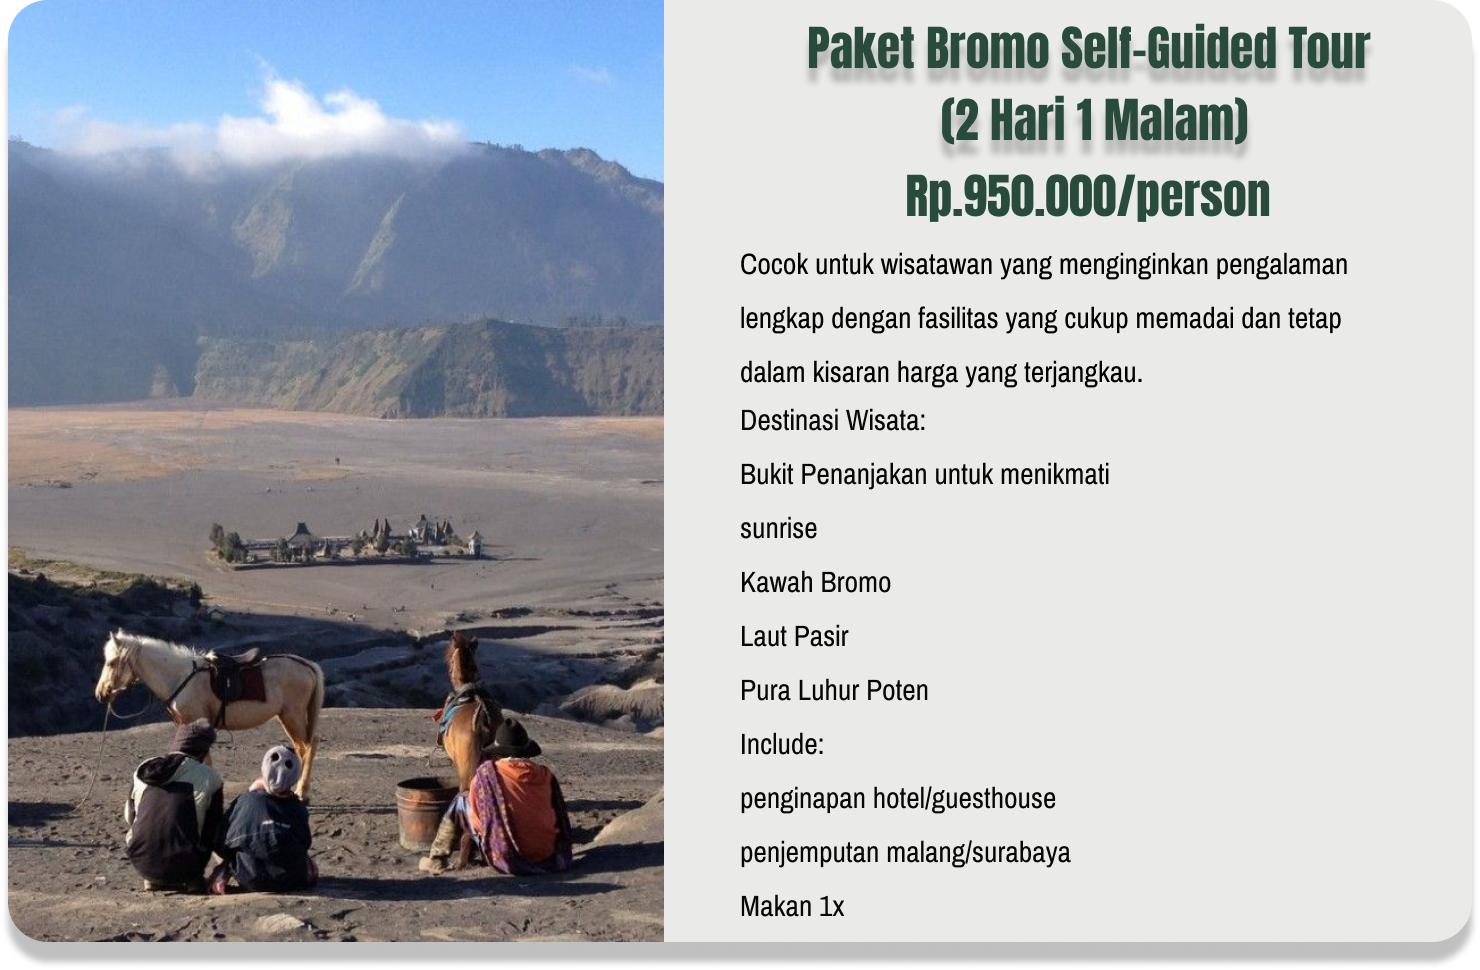 Paket Bromo Self-Guided Tour
(2 Hari 1 Malam)
Rp.950.000/person
Cocok untuk wisatawan yang menginginkan pengalaman
lengkap dengan fasilitas yang cukup memadai dan tetap
dalam kisaran harga yang terjangkau.
Destinasi Wisata:
Bukit Penanjakan untuk menikmati
sunrise
Kawah Bromo
Laut Pasir
Pura Luhur Poten
Include:
penginapan hotel/guesthouse
penjemputan malang/surabaya
Makan 1x